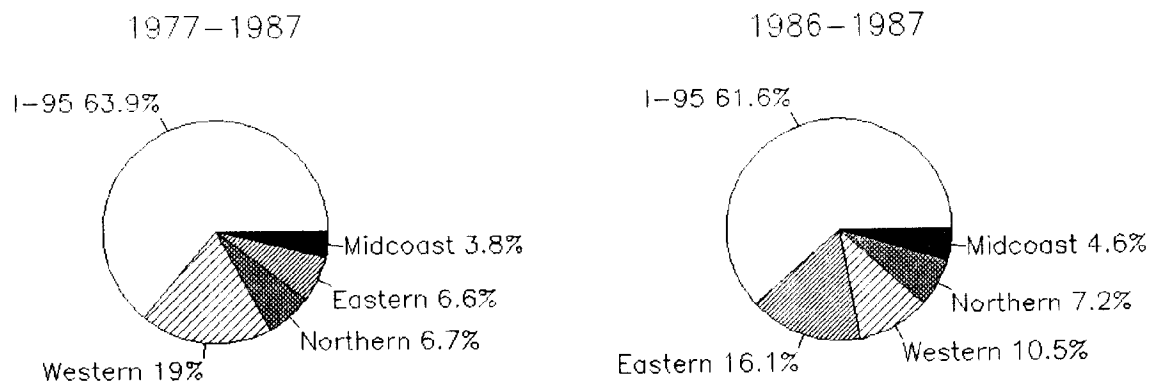 1977-1987
I-95 63.9%
Midcoast 3.8%
Eastern 6.6%
Northern 6.7%
Western 19%
1986-1987
I-95 61.6%
Midcoast 4.6%
Northern 7.2%
Western 10.5%
Eastern 16.1%